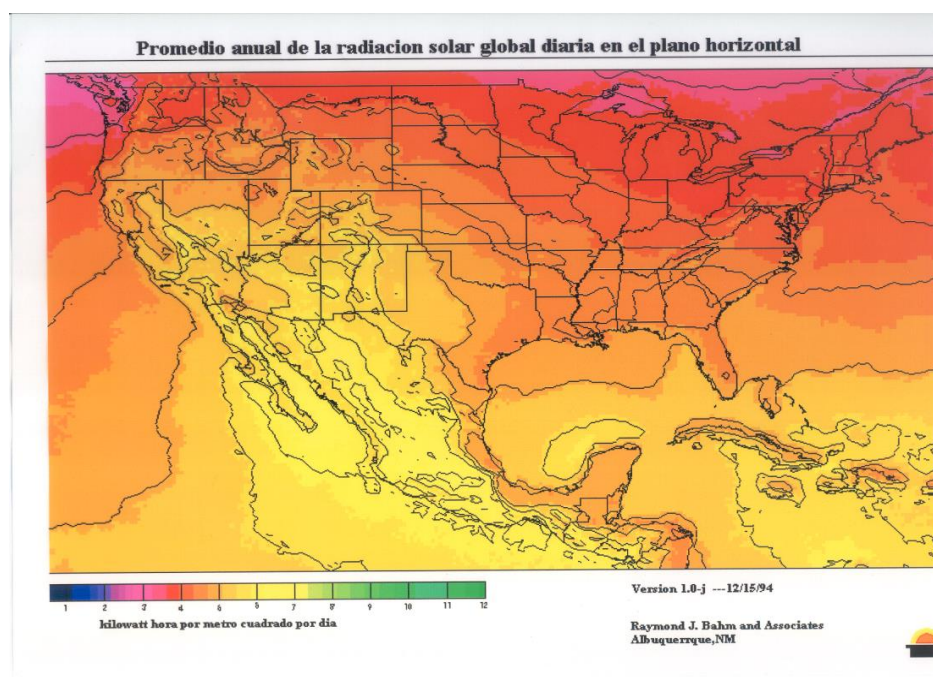 Promedio anual de la radiacion solar global diaria en el plano horizontal
1 2 3 4 6 5 7 8 9 10 11 12
kilowatt hora por metro cuadrado por dia
Version 1.0-j ---12/15/94
Raymond J. Bahm and Associates
Albuquerrque,NM